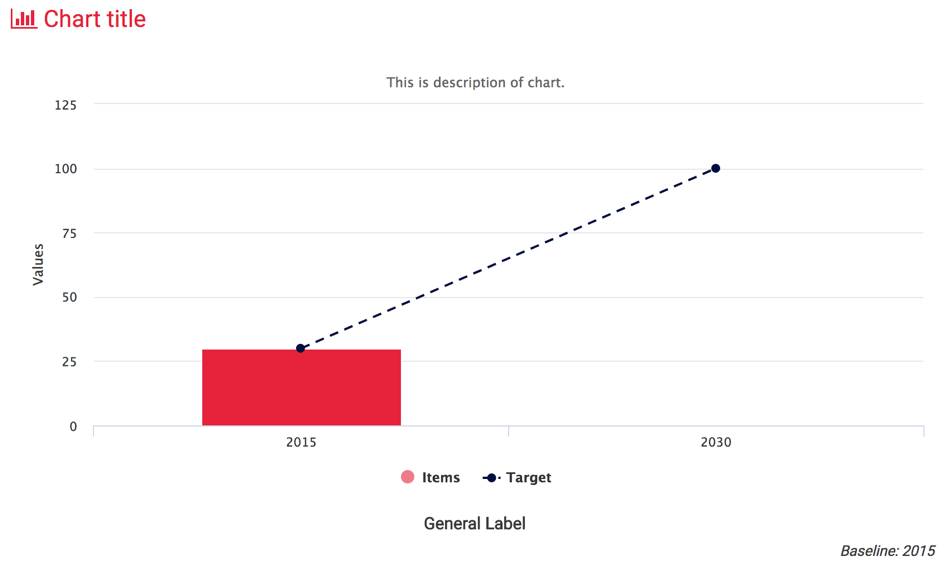 Chart title
This is description of chart.
125
100
75
50
25
0
Values
2015
2030
Items
Target
General Label
Baseline: 2015